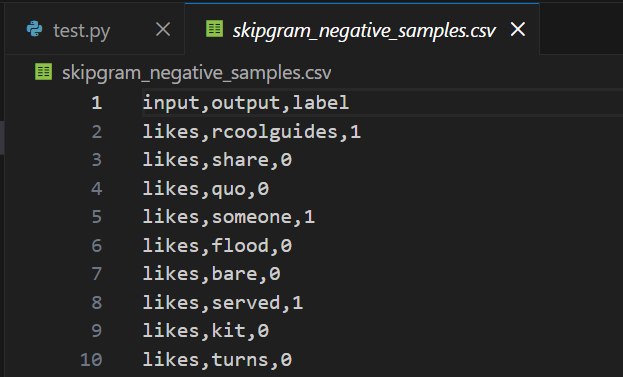 test.py skipgram_negative_samples.csv
skipgram_negative_samples.csv
1 input,output,label
2 likes,rcoolguides,1
3 likes,share,0
4 likes,quo,0
5 likes,someone,1
6 likes,flood,0
7 likes,bare,0
8 likes,served,1
9 likes,kit,0
10 likes,turns,0